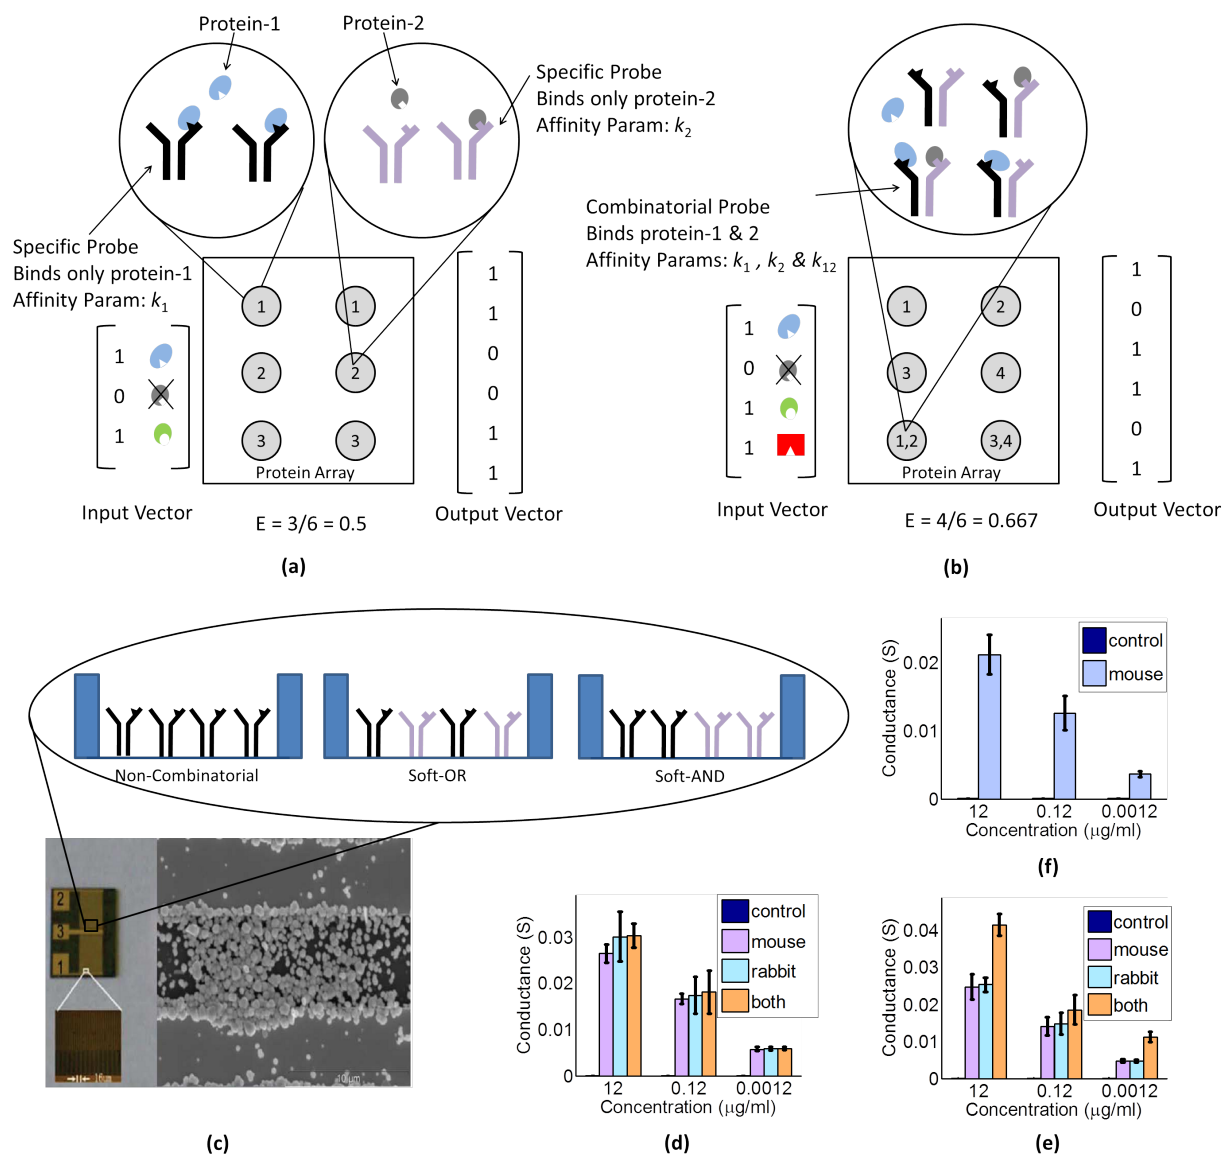 Protein-1
Protein-2
Specific Probe
Binds only protein-2
Affinity Param: k2
Specific Probe
Binds only protein-1
Affinity Param: k1
1
0
1
Input Vector
1
1
2
2
3
3
Protein Array
E = 3/6 = 0.5
1
1
0
0
1
1
Output Vector
(a)
Combinatorial Probe
Binds protein-1 & 2
Affinity Params: k1 , k2 & k12
1
0
1
1
Input Vector
1
2
3
4
1,2
3,4
Protein Array
E = 4/6 = 0.667
1
0
1
1
0
1
Output Vector
(b)
Non-Combinatorial
Soft-OR
Soft-AND
2
3
1
10 µm
(c)
Conductance (S)
0.03
0.02
0.01
0
12
0.12
0.0012
Concentration (µg/ml)
control
mouse
rabbit
both
(d)
Conductance (S)
0.04
0.03
0.02
0.01
0
12
0.12
0.0012
Concentration (µg/ml)
control
mouse
rabbit
both
(e)
Conductance (S)
0.02
0.01
0
12
0.12
0.0012
Concentration (µg/ml)
control
mouse
(f)